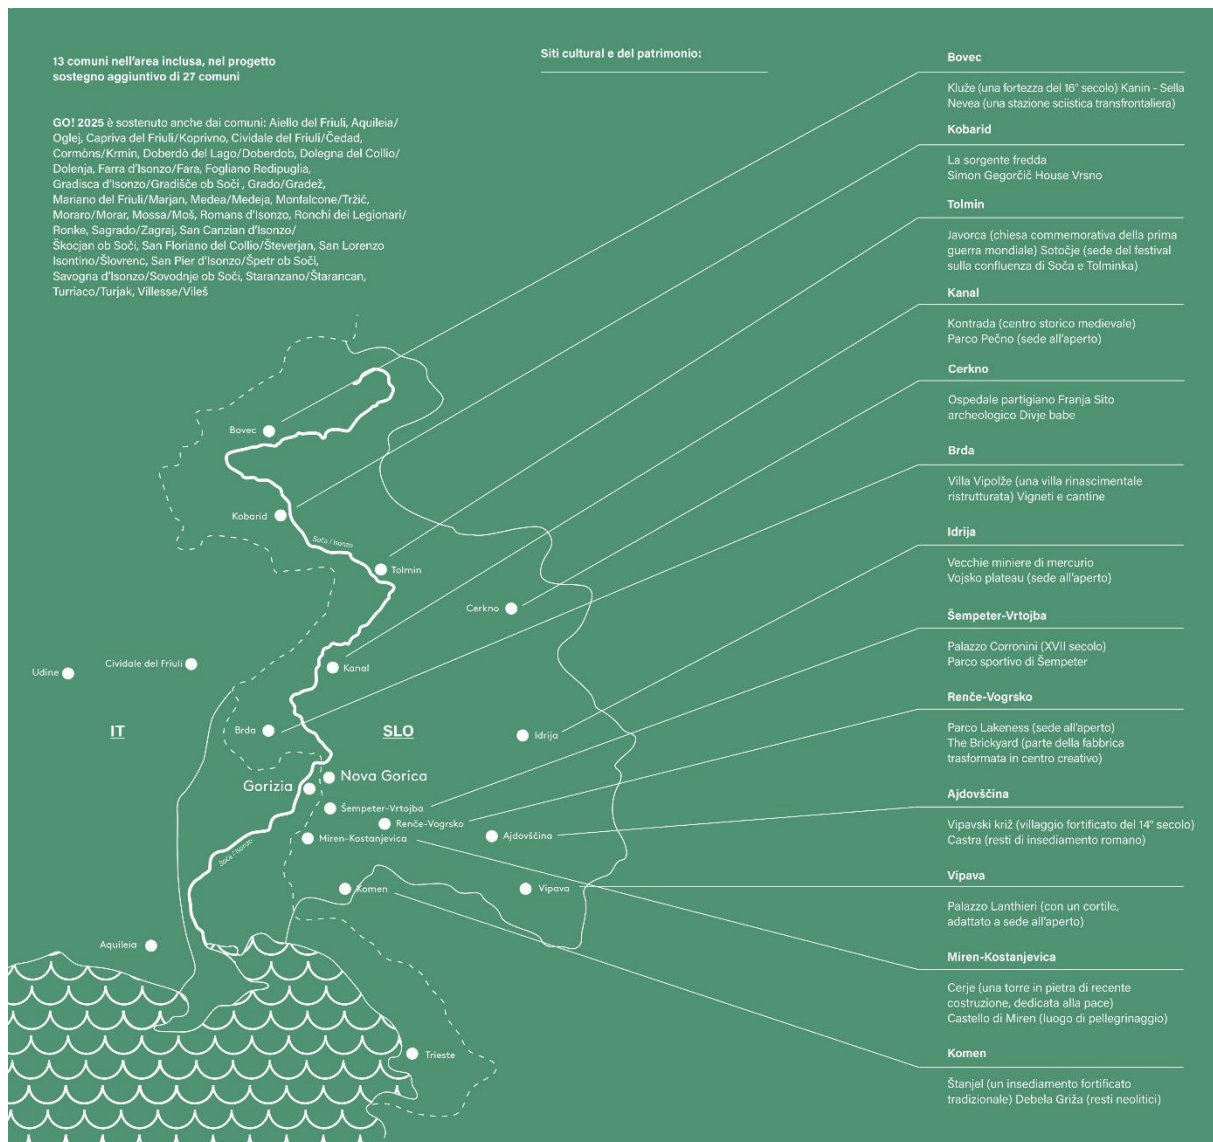 13 comuni nell'area inclusa, nel progetto
sostegno aggiuntivo di 27 comuni
GO! 2025 è sostenuto anche dai comuni: Aiello del Friuli, Aquileia/
Oglej, Capriva del Friuli/Koprivno, Cividale del Friuli/Čedad,
Cormòns/Krmin, Doberdò del Lago/Doberdob, Dolegna del Collio/
Dolenja, Farra d'Isonzo/Fara, Fogliano Redipuglia,
Gradisca d'Isonzo/Gradišče ob Soči , Grado/Gradež,
Mariano del Friuli/Marjan, Medea/Medeja, Monfalcone/Tržič,
Moraro/Morar, Mossa/Moš, Romans d'Isonzo, Ronchi dei Legionari/
Ronke, Sagrado/Zagraj, San Canzian d'Isonzo/
Škocjan ob Soči, San Floriano del Collio/Števerjan, San Lorenzo
Isontino/Šlovrenc, San Pier d'Isonzo/Špetr ob Soči,
Savogna d'Isonzo/Sovodnje ob Soči, Staranzano/Štarancan,
Turriaco/Turjak, Villesse/Vileš
Siti cultural e del patrimonio:
Bovec
Kluže (una fortezza del 16° secolo) Kanin - Sella
Nevea (una stazione sciistica transfrontaliera)
Kobarid
La sorgente fredda
Simon Gegorčič House Vrsno
Tolmin
Javorca (chiesa commemorativa della prima
guerra mondiale) Sotočje (sede del festival
sulla confluenza di Soča e Tolminka)
Kanal
Kontrada (centro storico medievale)
Parco Pečno (sede all'aperto)
Cerkno
Ospedale partigiano Franja Sito
archeologico Divje babe
Brda
Villa Vipolže (una villa rinascimentale
ristrutturata) Vigneti e cantine
Idrija
Vecchie miniere di mercurio
Vojsko plateau (sede all'aperto)
Šempeter-Vrtojba
Palazzo Corronini (XVII secolo)
Parco sportivo di Šempeter
Renče-Vogrsko
Parco Lakeness (sede all'aperto)
The Brickyard (parte della fabbrica
trasformata in centro creativo)
Ajdovščina
Vipavski križ (villaggio fortificato del 14° secolo)
Castra (resti di insediamento romano)
Vipava
Palazzo Lanthieri (con un cortile,
adattato a sede all'aperto)
Miren-Kostanjevica
Cerje (una torre in pietra di recente
costruzione, dedicata alla pace)
Castello di Miren (luogo di pellegrinaggio)
Komen
Štanjel (un insediamento fortificato
tradizionale) Debela Griža (resti neolitici)
Bovec
Kobarid
Soča / Isonzo
Tolmin
Cerkno
Udine
Cividale del Friuli
Kanal
IT
Brda
SLO
Idrija
Gorizia
Nova Gorica
Šempeter-Vrtojba
Renče-Vogrsko
Miren-Kostanjevica
Ajdovščina
Soča / Isonzo
Komen
Vipava
Aquileia
Trieste